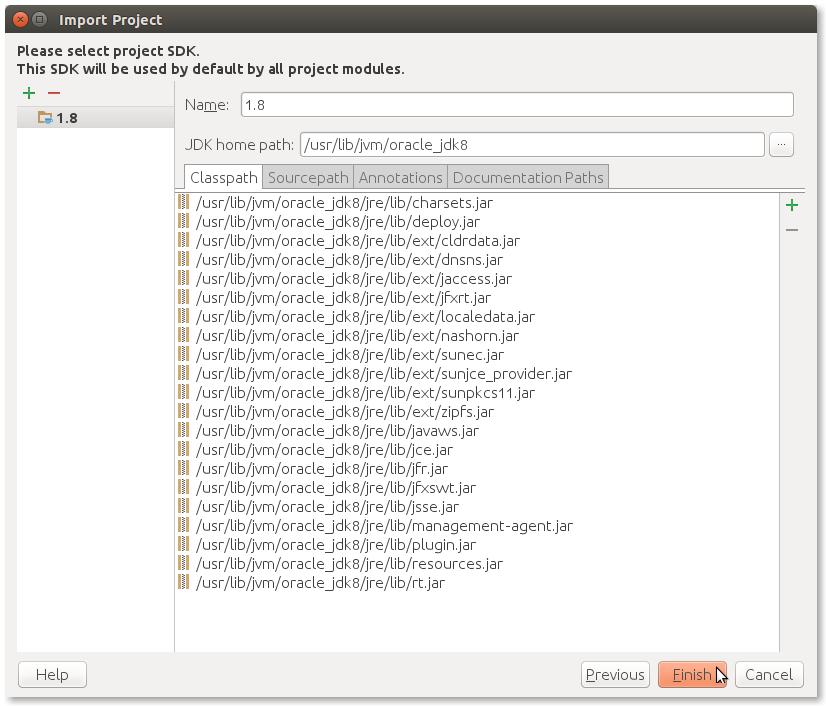 Import Project
Please select project SDK.
This SDK will be used by default by all project modules.
1.8
Name: 1.8
JDK home path: /usr/lib/jvm/oracle_jdk8 ...
Classpath Sourcepath Annotations Documentation Paths
/usr/lib/jvm/oracle_jdk8/jre/lib/charsets.jar
/usr/lib/jvm/oracle_jdk8/jre/lib/deploy.jar
/usr/lib/jvm/oracle_jdk8/jre/lib/ext/cldrdata.jar
/usr/lib/jvm/oracle_jdk8/jre/lib/ext/dnsns.jar
/usr/lib/jvm/oracle_jdk8/jre/lib/ext/jaccess.jar
/usr/lib/jvm/oracle_jdk8/jre/lib/ext/jfxrt.jar
/usr/lib/jvm/oracle_jdk8/jre/lib/ext/localedata.jar
/usr/lib/jvm/oracle_jdk8/jre/lib/ext/nashorn.jar
/usr/lib/jvm/oracle_jdk8/jre/lib/ext/sunec.jar
/usr/lib/jvm/oracle_jdk8/jre/lib/ext/sunjce_provider.jar
/usr/lib/jvm/oracle_jdk8/jre/lib/ext/sunpkcs11.jar
/usr/lib/jvm/oracle_jdk8/jre/lib/ext/zipfs.jar
/usr/lib/jvm/oracle_jdk8/jre/lib/javaws.jar
/usr/lib/jvm/oracle_jdk8/jre/lib/jce.jar
/usr/lib/jvm/oracle_jdk8/jre/lib/jfr.jar
/usr/lib/jvm/oracle_jdk8/jre/lib/jfxswt.jar
/usr/lib/jvm/oracle_jdk8/jre/lib/jsse.jar
/usr/lib/jvm/oracle_jdk8/jre/lib/management-agent.jar
/usr/lib/jvm/oracle_jdk8/jre/lib/plugin.jar
/usr/lib/jvm/oracle_jdk8/jre/lib/resources.jar
/usr/lib/jvm/oracle_jdk8/jre/lib/rt.jar
Help Previous Finish Cancel